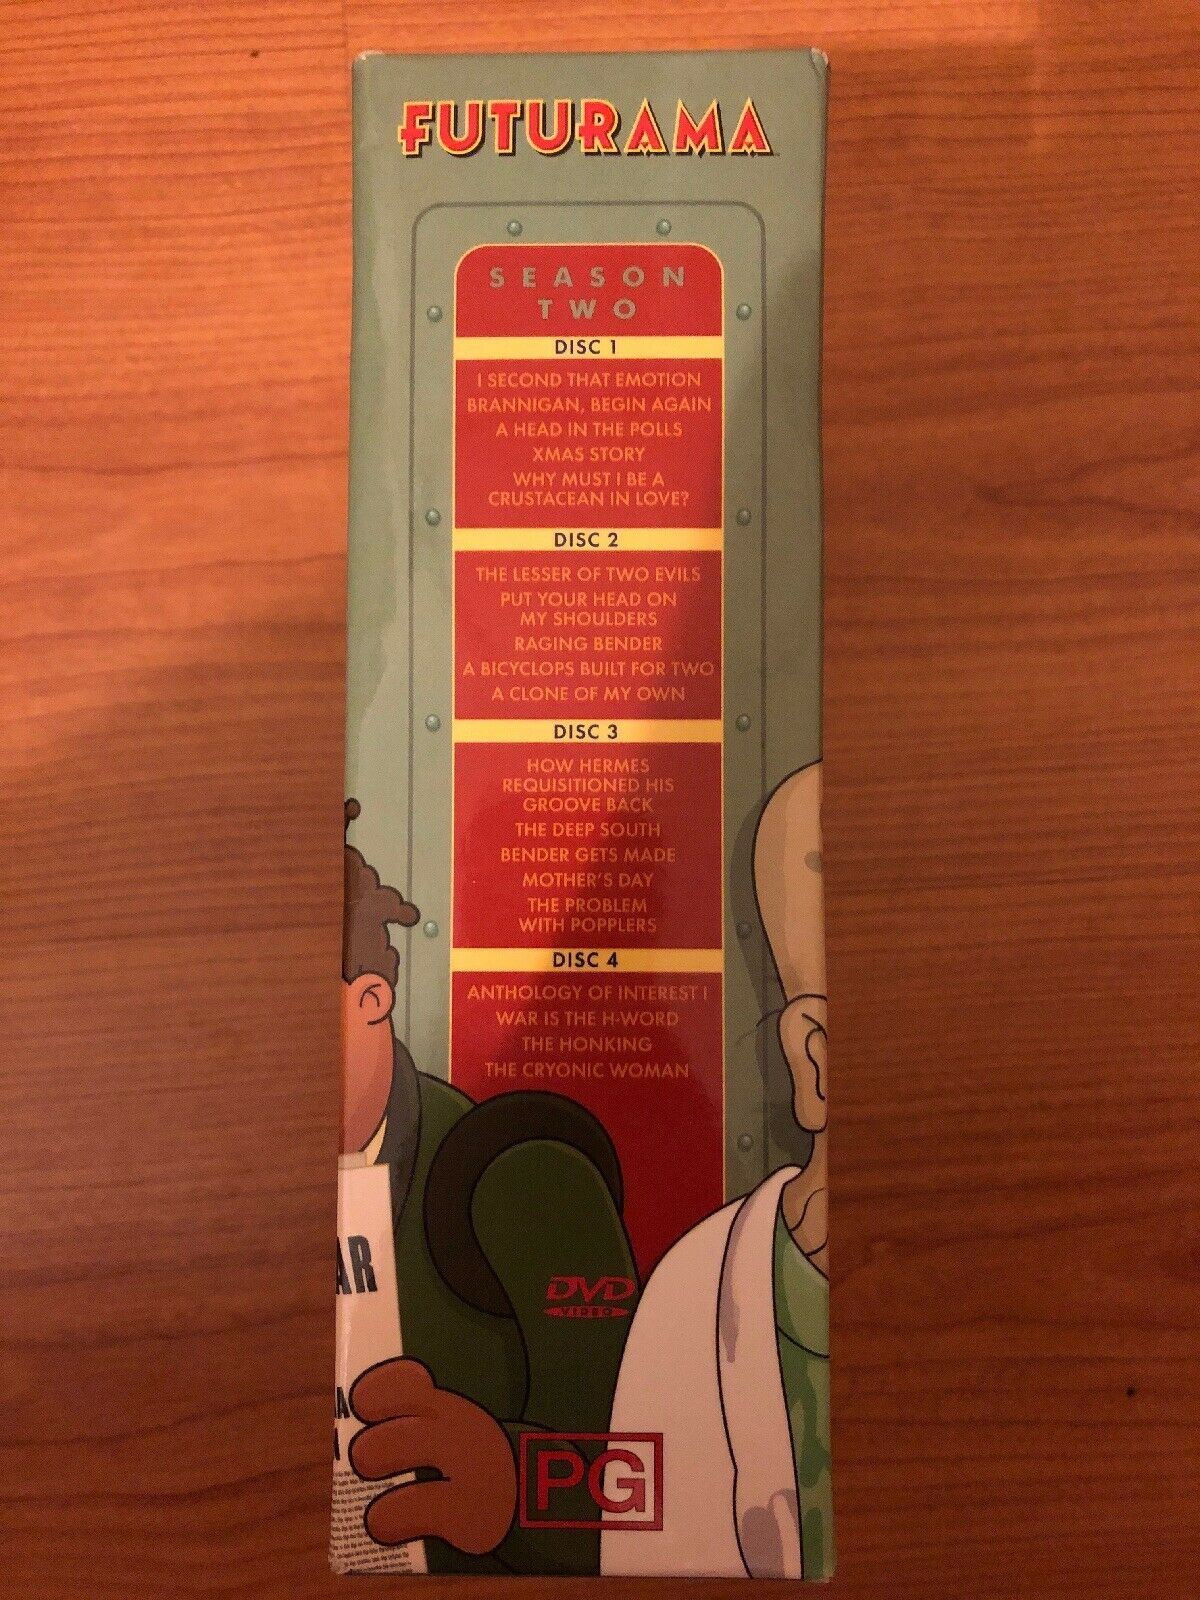 FUTURAMA
SEASON
TWO
DISC 1
I SECOND THAT EMOTION
BRANNIGAN, BEGIN AGAIN
A HEAD IN THE POLLS
XMAS STORY
WHY MUST I BE A
CRUSTACEAN IN LOVE?
DISC 2
THE LESSER OF TWO EVILS
PUT YOUR HEAD ON
MY SHOULDERS
RAGING BENDER
A BICYCLOPS BUILT FOR TWO
A CLONE OF MY OWN
DISC 3
HOW HERMES
REQUISITIONED HIS
GROOVE BACK
THE DEEP SOUTH
BENDER GETS MADE
MOTHER'S DAY
THE PROBLEM
WITH POPPLERS
DISC 4
ANTHOLOGY OF INTEREST I
WAR IS THE H-WORD
THE HONKING
THE CRYONIC WOMAN
AR
DVD
VIDEO
PG